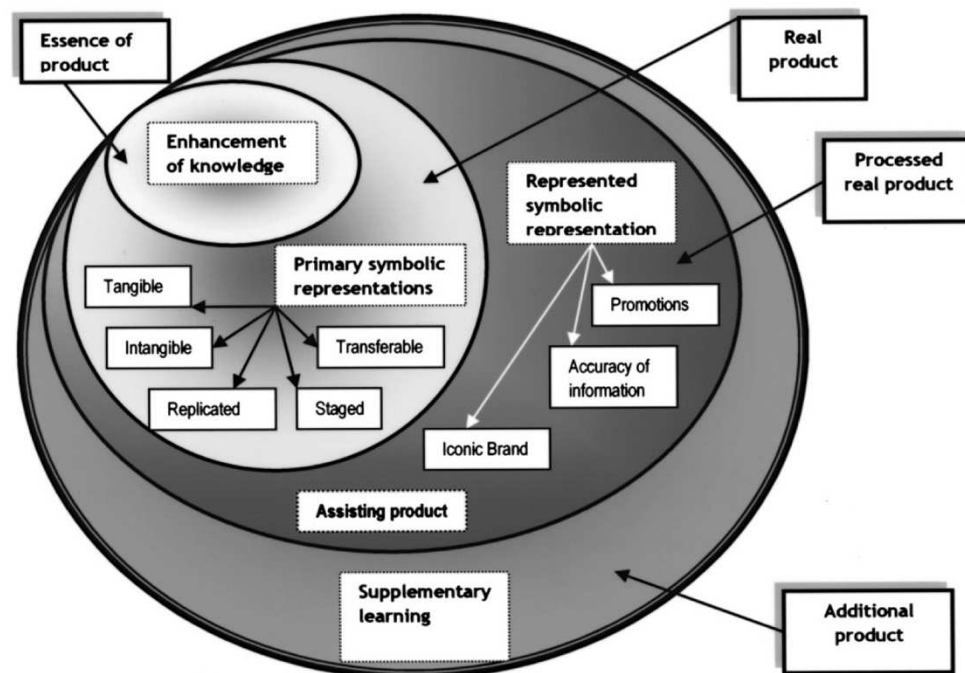 Essence of
product
Real
product
Enhancement
of knowledge
Processed
real product
Represented
symbolic
representation
Primary symbolic
representations
Tangible
Promotions
Intangible
Transferable
Accuracy of
information
Replicated
Staged
Iconic Brand
Assisting product
Supplementary
learning
Additional
product